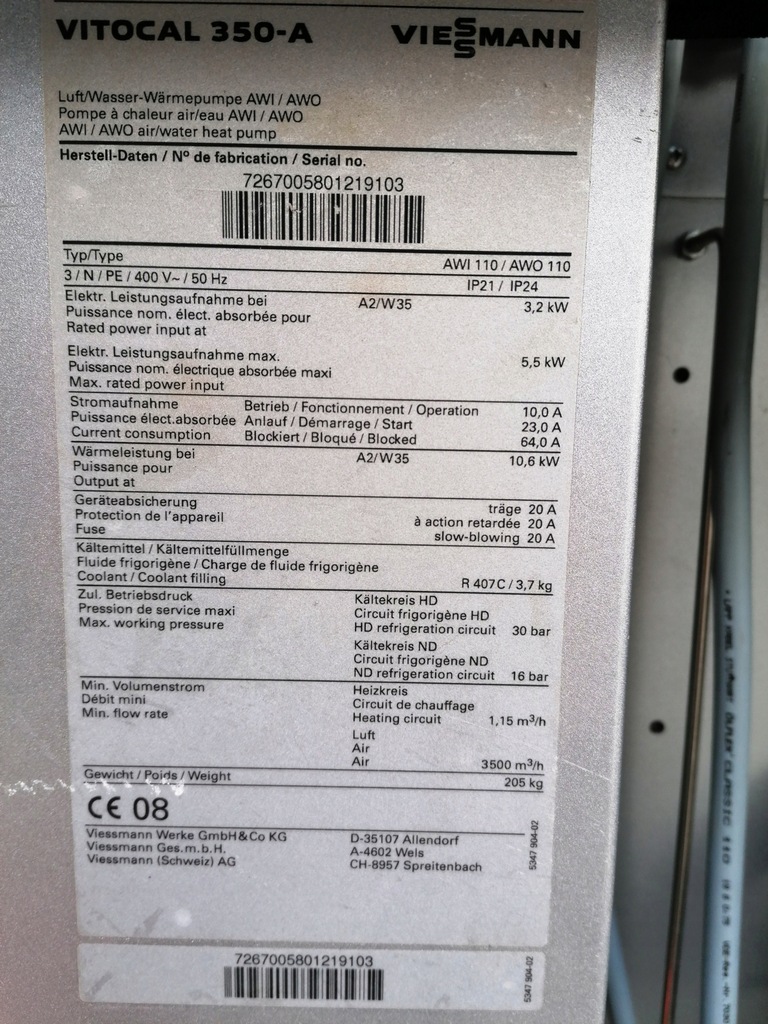 VITOCAL 350-A VIESSMANN
Luft/Wasser-Wärmepumpe AWI / AWO
Pompe à chaleur air/eau AWI / AWO
AWI / AWO air/water heat pump
Herstell-Daten / Nº de fabrication / Serial no.
7267005801219103
Typ/Type AWI 110 / AWO 110
3 / N / PE / 400 V~ / 50 Hz IP21 / IP24
Elektr. Leistungsaufnahme bei A2/W35 3,2 kW
Puissance nom. élect. absorbée pour
Rated power input at
Elektr. Leistungsaufnahme max. 5,5 kW
Puissance nom. électrique absorbée maxi
Max. rated power input
Stromaufnahme Betrieb / Fonctionnement / Operation 10,0 A
Puissance élect.absorbée Anlauf / Démarrage / Start 23,0 A
Current consumption Blockiert / Bloqué / Blocked 64,0 A
Wärmeleistung bei A2/W35 10,6 kW
Puissance pour
Output at
Geräteabsicherung träge 20 A
Protection de l'appareil à action retardée 20 A
Fuse slow-blowing 20 A
Kältemittel / Kältemittelfüllmenge
Fluide frigorigène / Charge de fluide frigorigène
Coolant / Coolant filling R 407C / 3,7 kg
Zul. Betriebsdruck Kältekreis HD
Pression de service maxi Circuit frigorigène HD
Max. working pressure HD refrigeration circuit 30 bar
Kältekreis ND
Circuit frigorigène ND
ND refrigeration circuit 16 bar
Min. Volumenstrom Heizkreis
Débit mini Circuit de chauffage
Min. flow rate Heating circuit 1,15 m³/h
Luft
Air
Air 3500 m³/h
Gewicht / Poids / Weight 205 kg
CE 08
Viessmann Werke GmbH&Co KG D-35107 Allendorf
Viessmann Ges.m.b.H. A-4602 Wels
Viessmann (Schweiz) AG CH-8957 Spreitenbach
5347 904-02
7267005801219103
5347 904-02
CLASSIC 110